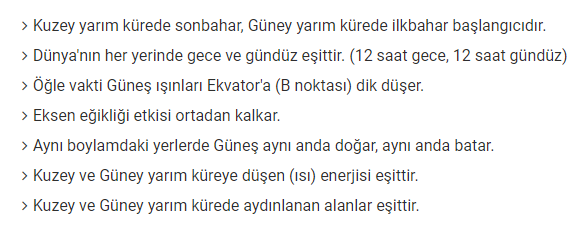 > Kuzey yarım kürede sonbahar, Güney yarım kürede ilkbahar başlangıcıdır.
> Dünya'nın her yerinde gece ve gündüz eşittir. (12 saat gece, 12 saat gündüz)
> Öğle vakti Güneş ışınları Ekvator'a (B noktası) dik düşer.
> Eksen eğikliği etkisi ortadan kalkar.
> Aynı boylamdaki yerlerde Güneş aynı anda doğar, aynı anda batar.
> Kuzey ve Güney yarım küreye düşen (ısı) enerjisi eşittir.
> Kuzey ve Güney yarım kürede aydınlanan alanlar eşittir.